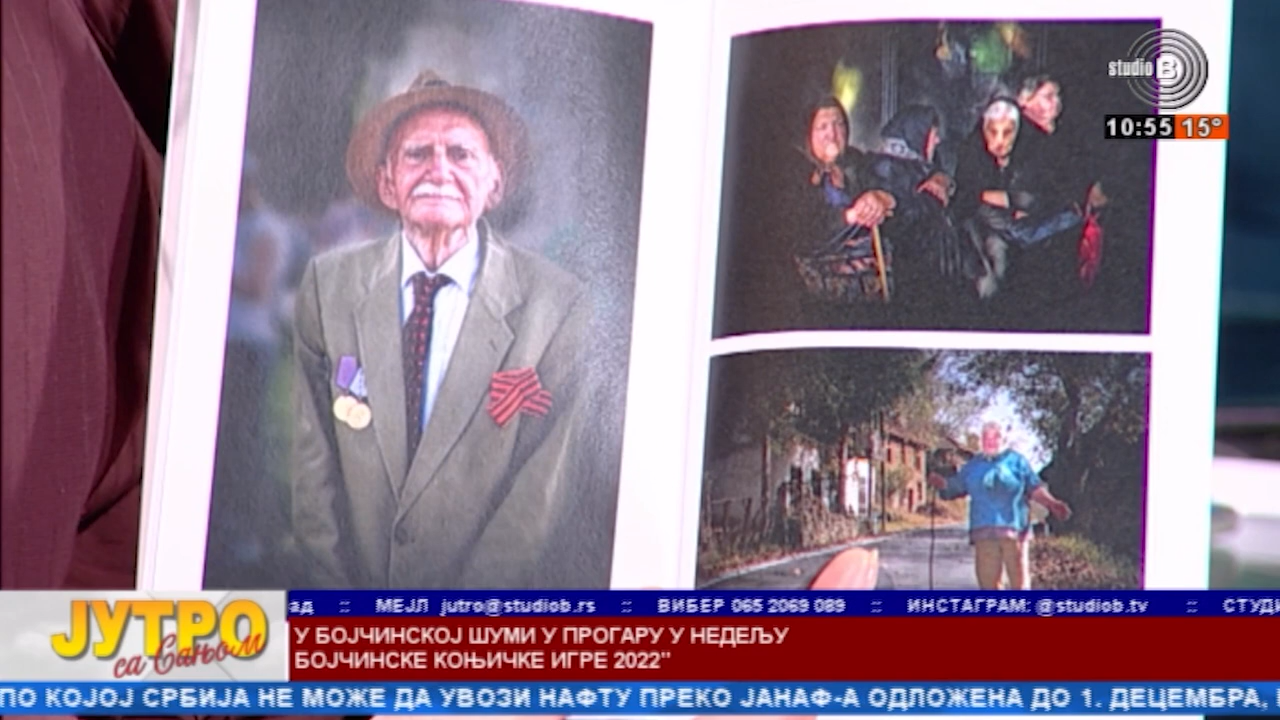 studio B
10:55 15°
ад :: МЕЈЛ jutro@studiob.rs :: ВИБЕР 065 2069 089 :: ИНСТАГРАМ: @studiob.tv :: СТУДИ
ЈУТРО
са Сањом
У БОЈЧИНСКОЈ ШУМИ У ПРОГАРУ У НЕДЕЉУ
БОЈЧИНСКЕ КОЊИЧКЕ ИГРЕ 2022"
ПО КОЈОЈ СРБИЈА НЕ МОЖЕ ДА УВОЗИ НАФТУ ПРЕКО ЈАНАФ-А ОДЛОЖЕНА ДО 1. ДЕЦЕМБРА,